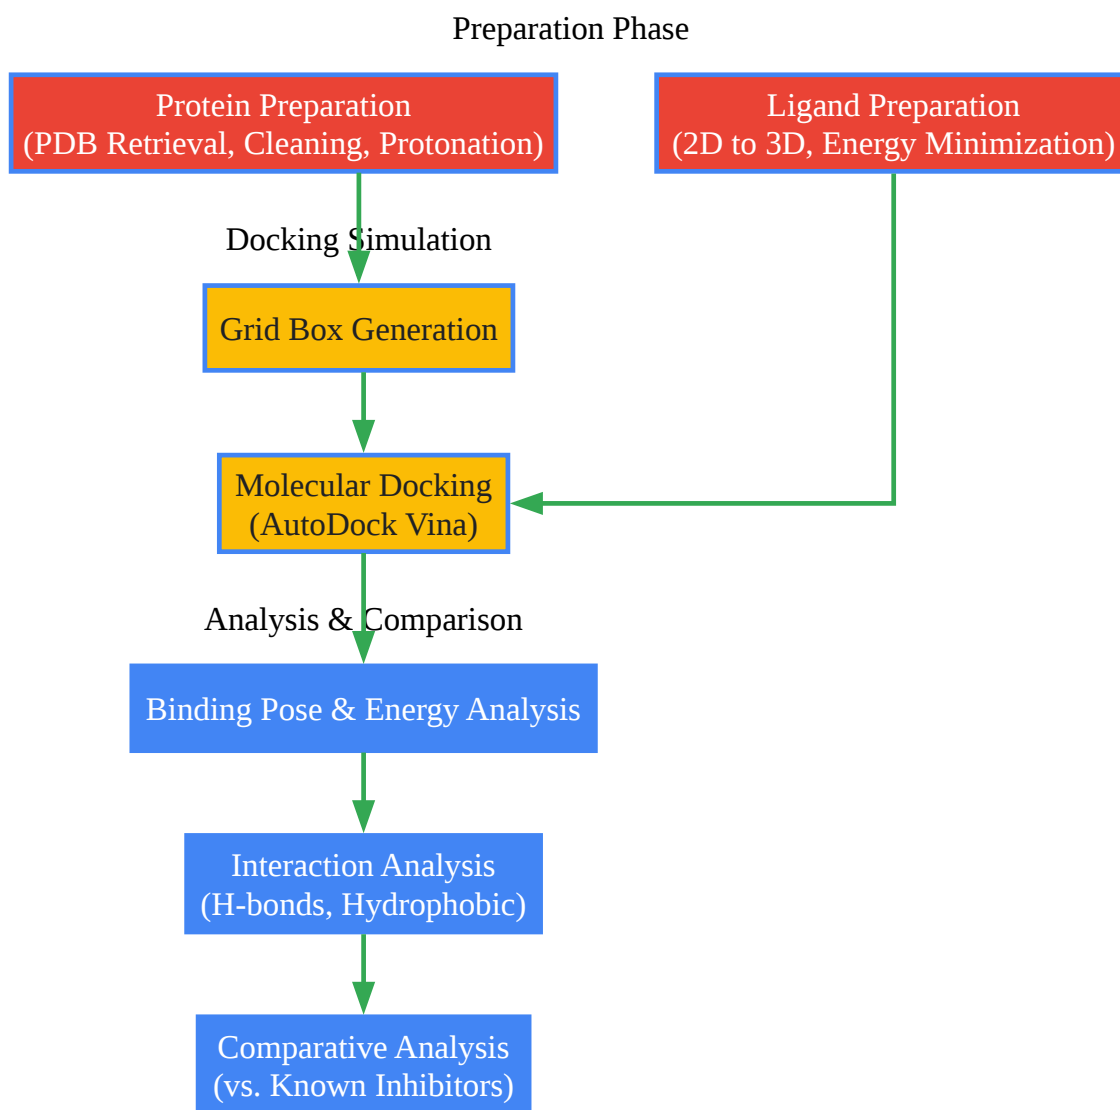 Preparation Phase
Protein Preparation
(PDB Retrieval, Cleaning, Protonation)
Ligand Preparation
(2D to 3D, Energy Minimization)
Docking Simulation
Grid Box Generation
Molecular Docking
(AutoDock Vina)
Analysis & Comparison
Binding Pose & Energy Analysis
Interaction Analysis
(H-bonds, Hydrophobic)
Comparative Analysis
(vs. Known Inhibitors)